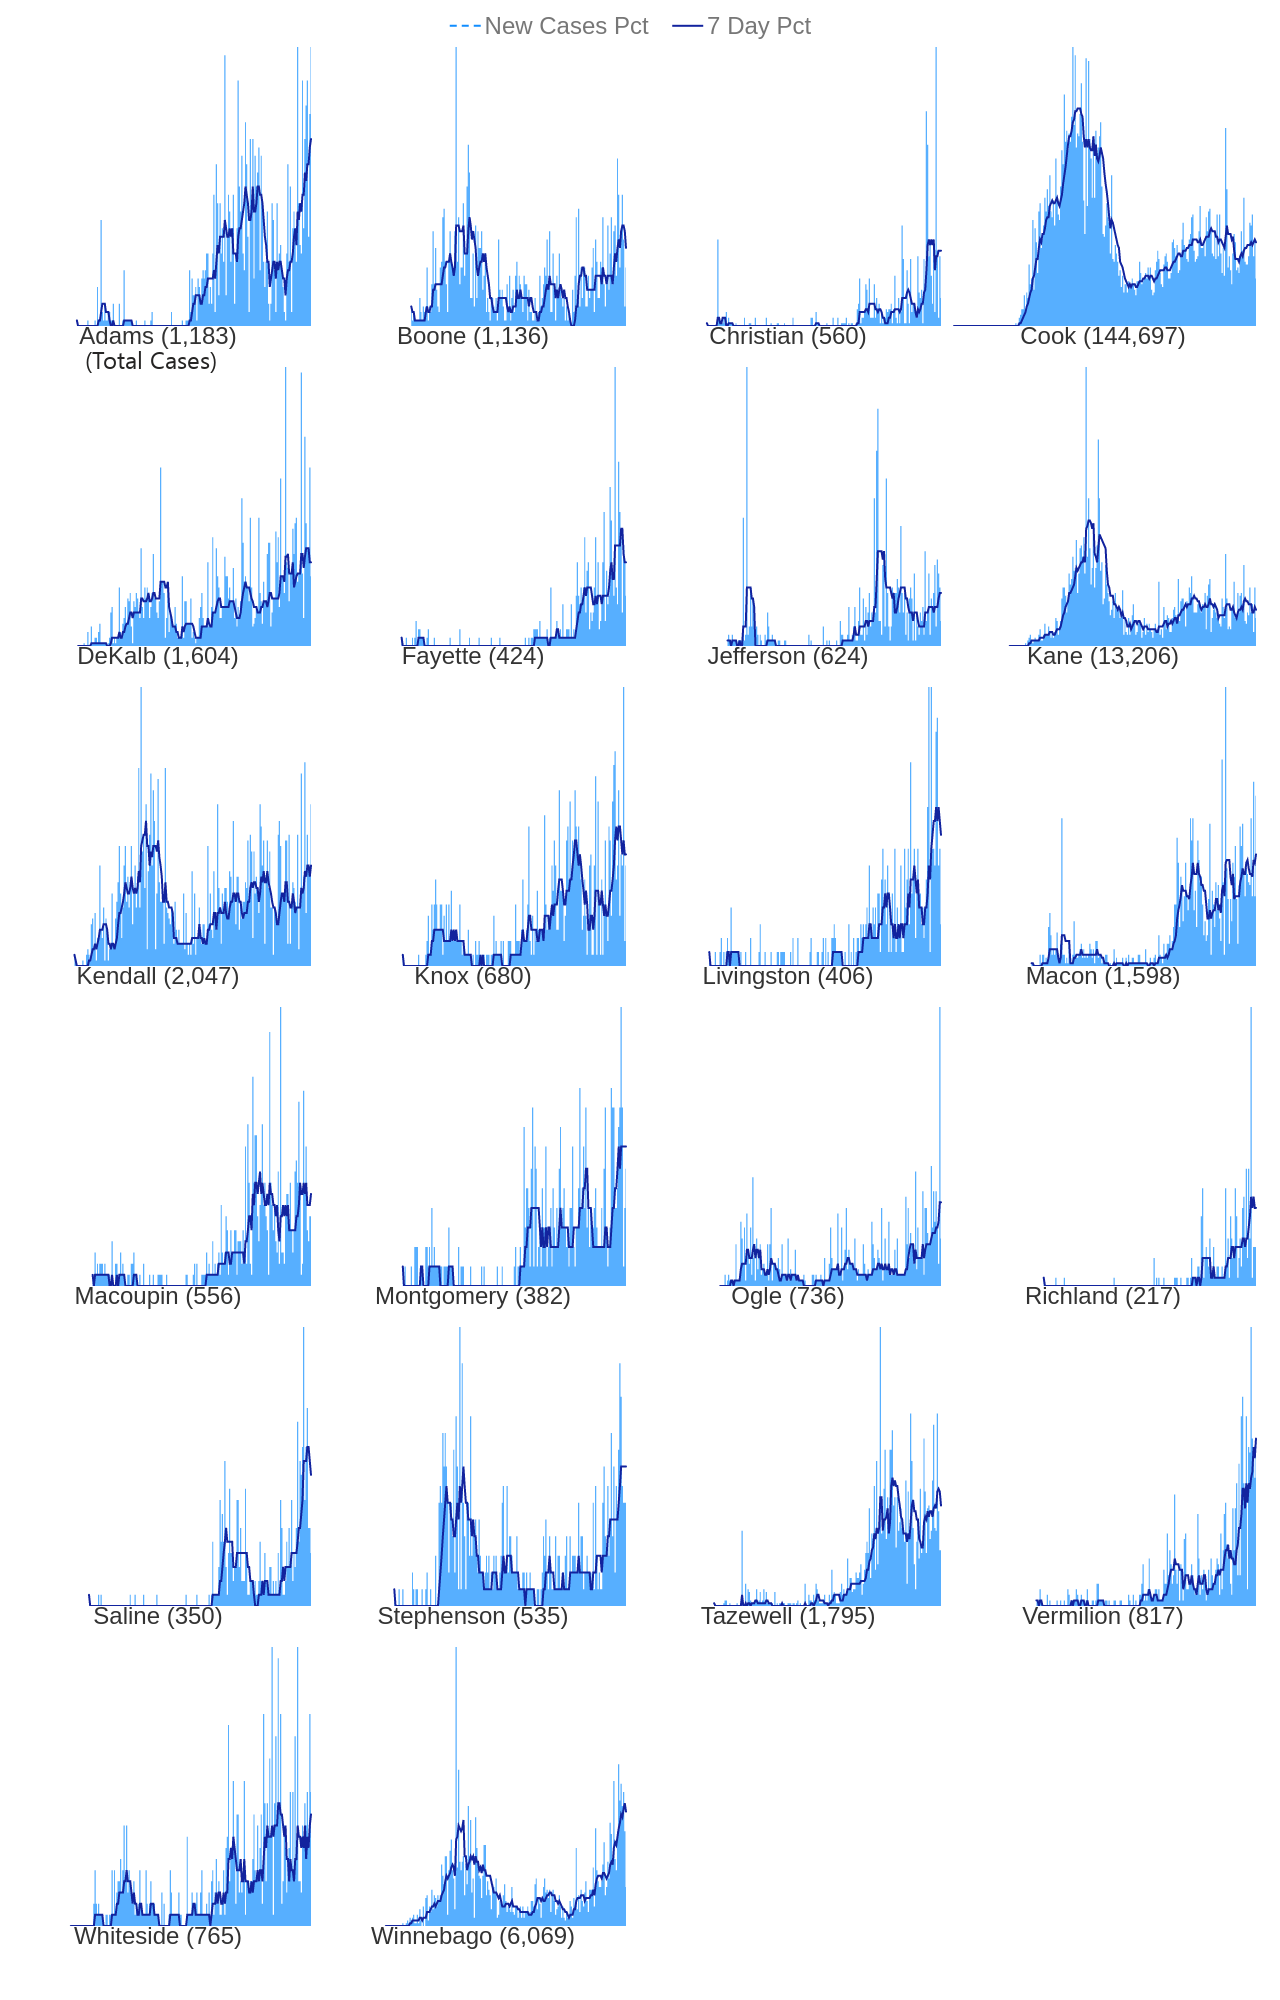 New Cases Pct 7 Day Pct
Adams (1,183) Boone (1,136) Christian (560) Cook (144,697)
(Total Cases)
DeKalb (1,604) Fayette (424) Jefferson (624) Kane (13,206)
Kendall (2,047) Knox (680) Livingston (406) Macon (1,598)
Macoupin (556) Montgomery (382) Ogle (736) Richland (217)
Saline (350) Stephenson (535) Tazewell (1,795) Vermilion (817)
Whiteside (765) Winnebago (6,069)